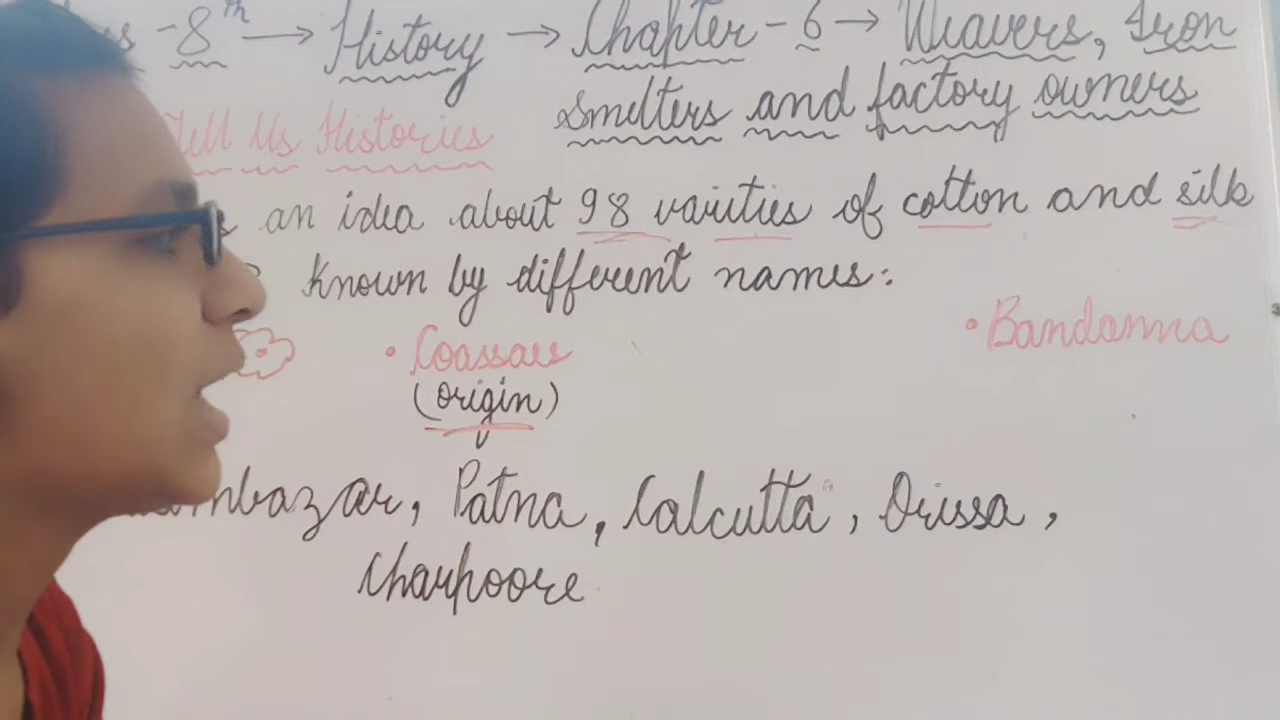 -8th → History → Chapter - 6 → Weavers, Iron
Smelters and factory owners
Tell Us Histories
an idea about 98 varities of cotton and silk
known by different names:
• Cossaes
• Bandanna
(origin)
Patna, Calcutta, Orissa,
Charpoore